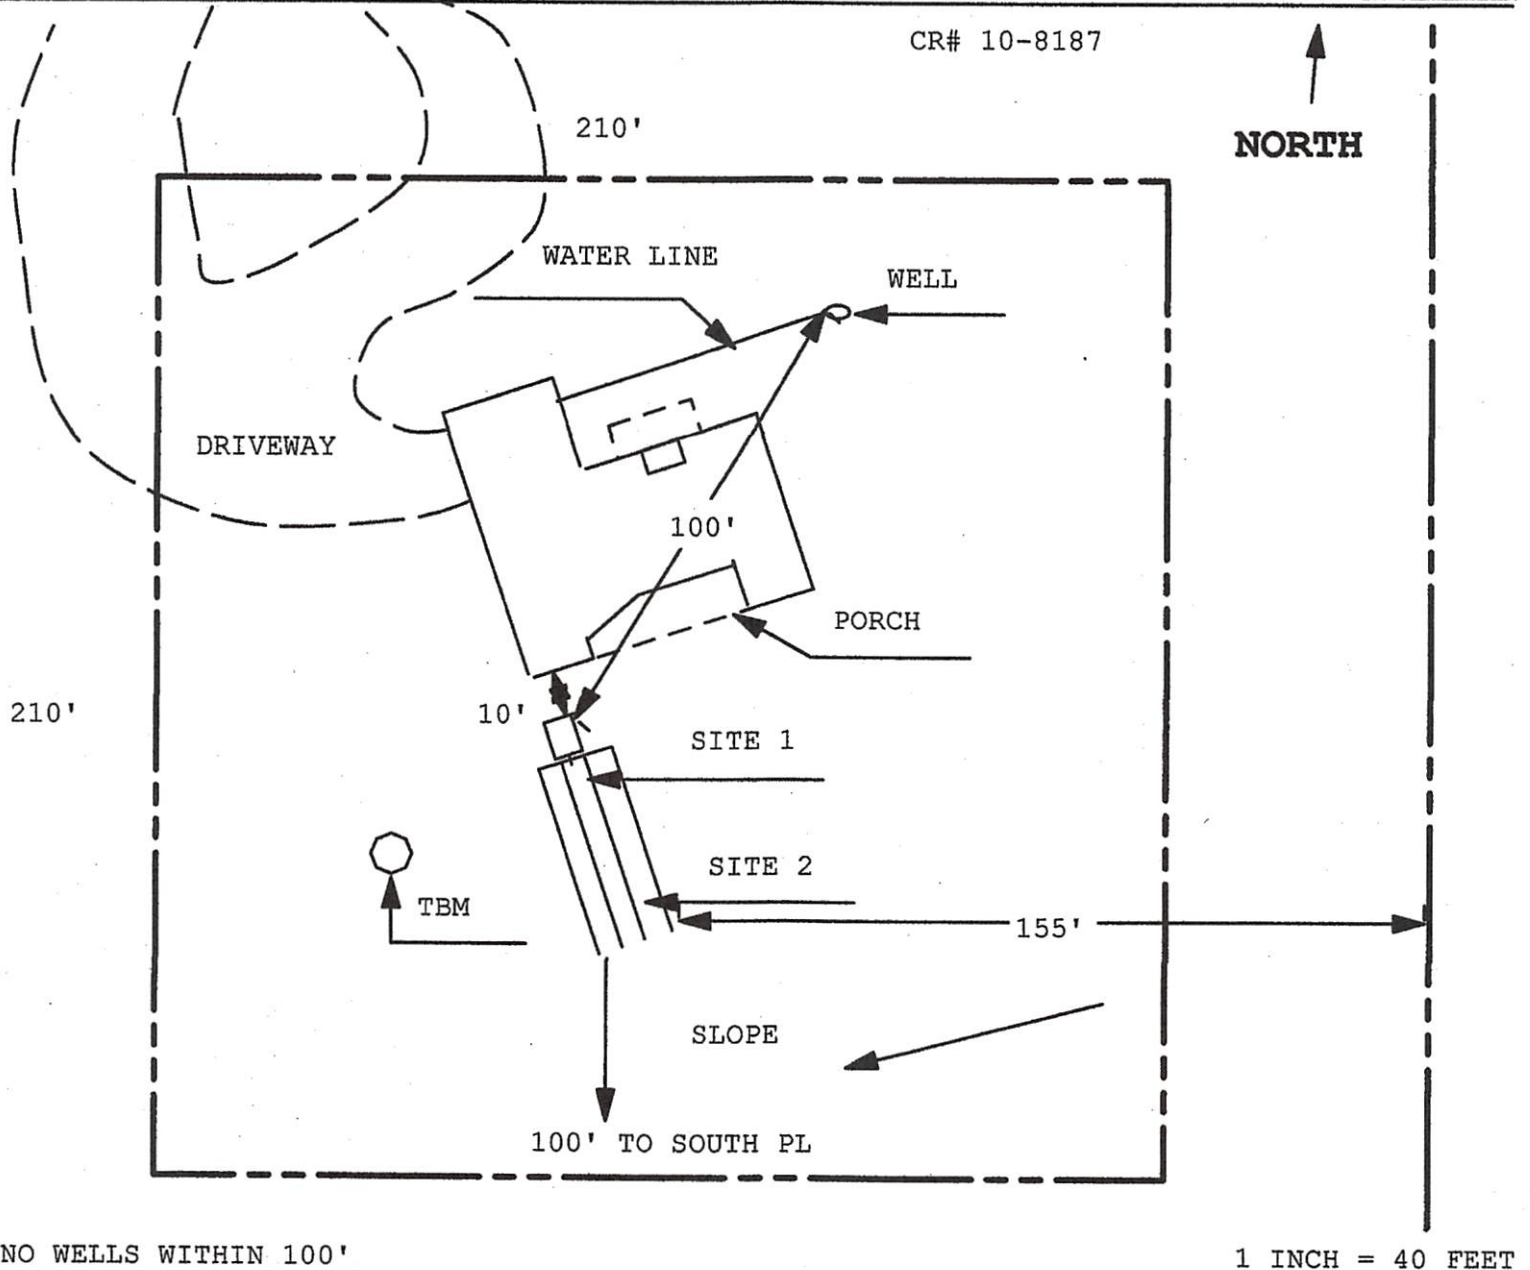 CR# 10-8187
210'
NORTH
WATER LINE
WELL
DRIVEWAY
100'
PORCH
210'
10'
SITE 1
SITE 2
TBM
155'
SLOPE
100' TO SOUTH PL
NO WELLS WITHIN 100'
1 INCH = 40 FEET